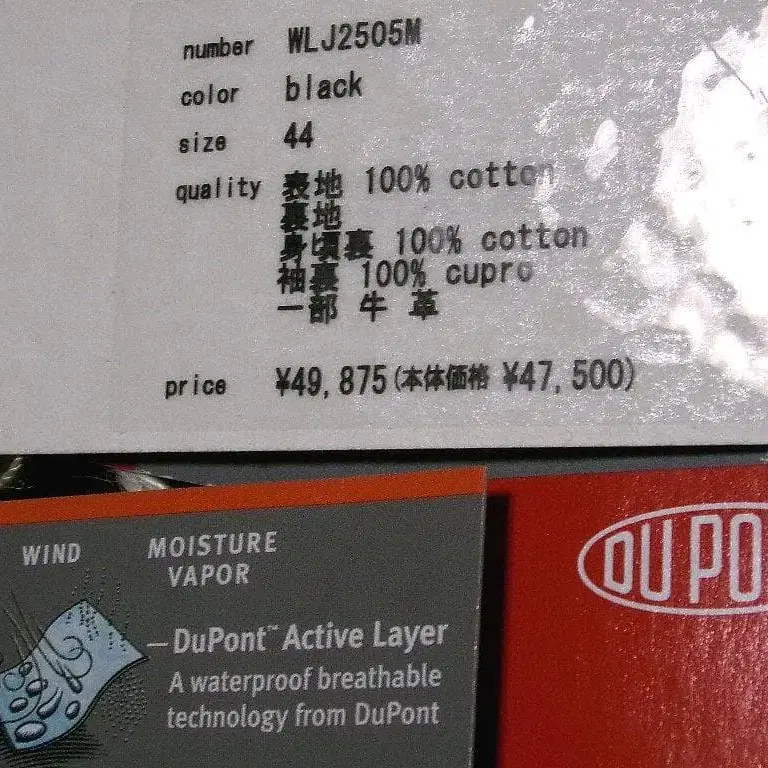 number WLJ2505M
color black
size 44
quality 表地 100% cotton
裏地
身頃裏 100% cotton
袖裏 100% cupro
一部 牛 革
price ¥49,875(本体価格 ¥47,500)
WIND
MOISTURE
VAPOR
—DuPont™ Active Layer
A waterproof breathable
technology from DuPont
DU PO